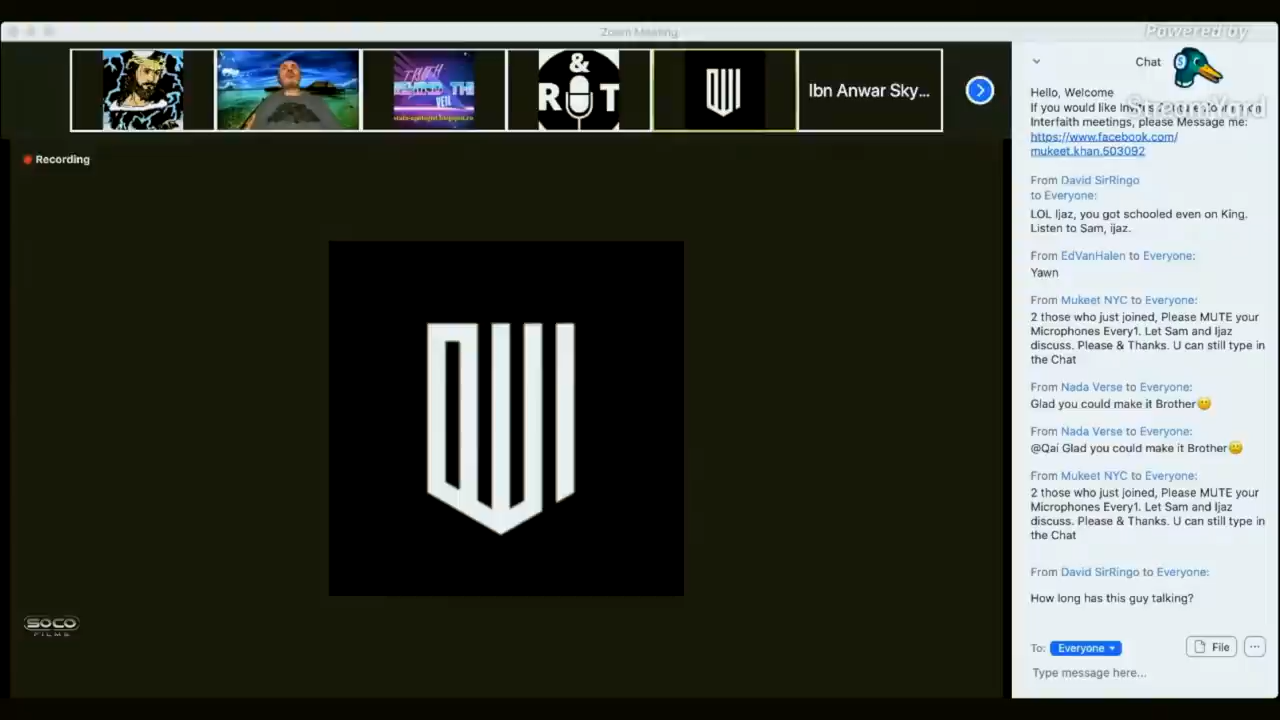 Zoom Meeting
Powered by
StreamYard
TRUTH
BEHIND THE
VEIL
&
R T
Ibn Anwar Sky...
Recording
SOCO
FILMS
Chat
Hello, Welcome
If you would like
Interfaith meetings, please Message me:
https://www.facebook.com/
mukeet.khan.503092
From David SirRingo
to Everyone:
LOL Ijaz, you got schooled even on King.
Listen to Sam, ijaz.
From EdVanHalen to Everyone:
Yawn
From Mukeet NYC to Everyone:
2 those who just joined, Please MUTE your
Microphones Every1. Let Sam and Ijaz
discuss. Please & Thanks. U can still type in
the Chat
From Nada Verse to Everyone:
Glad you could make it Brother🙂
From Nada Verse to Everyone:
@Qai Glad you could make it Brother🙂
From Mukeet NYC to Everyone:
2 those who just joined, Please MUTE your
Microphones Every1. Let Sam and Ijaz
discuss. Please & Thanks. U can still type in
the Chat
From David SirRingo to Everyone:
How long has this guy talking?
To: Everyone
File
Type message here...